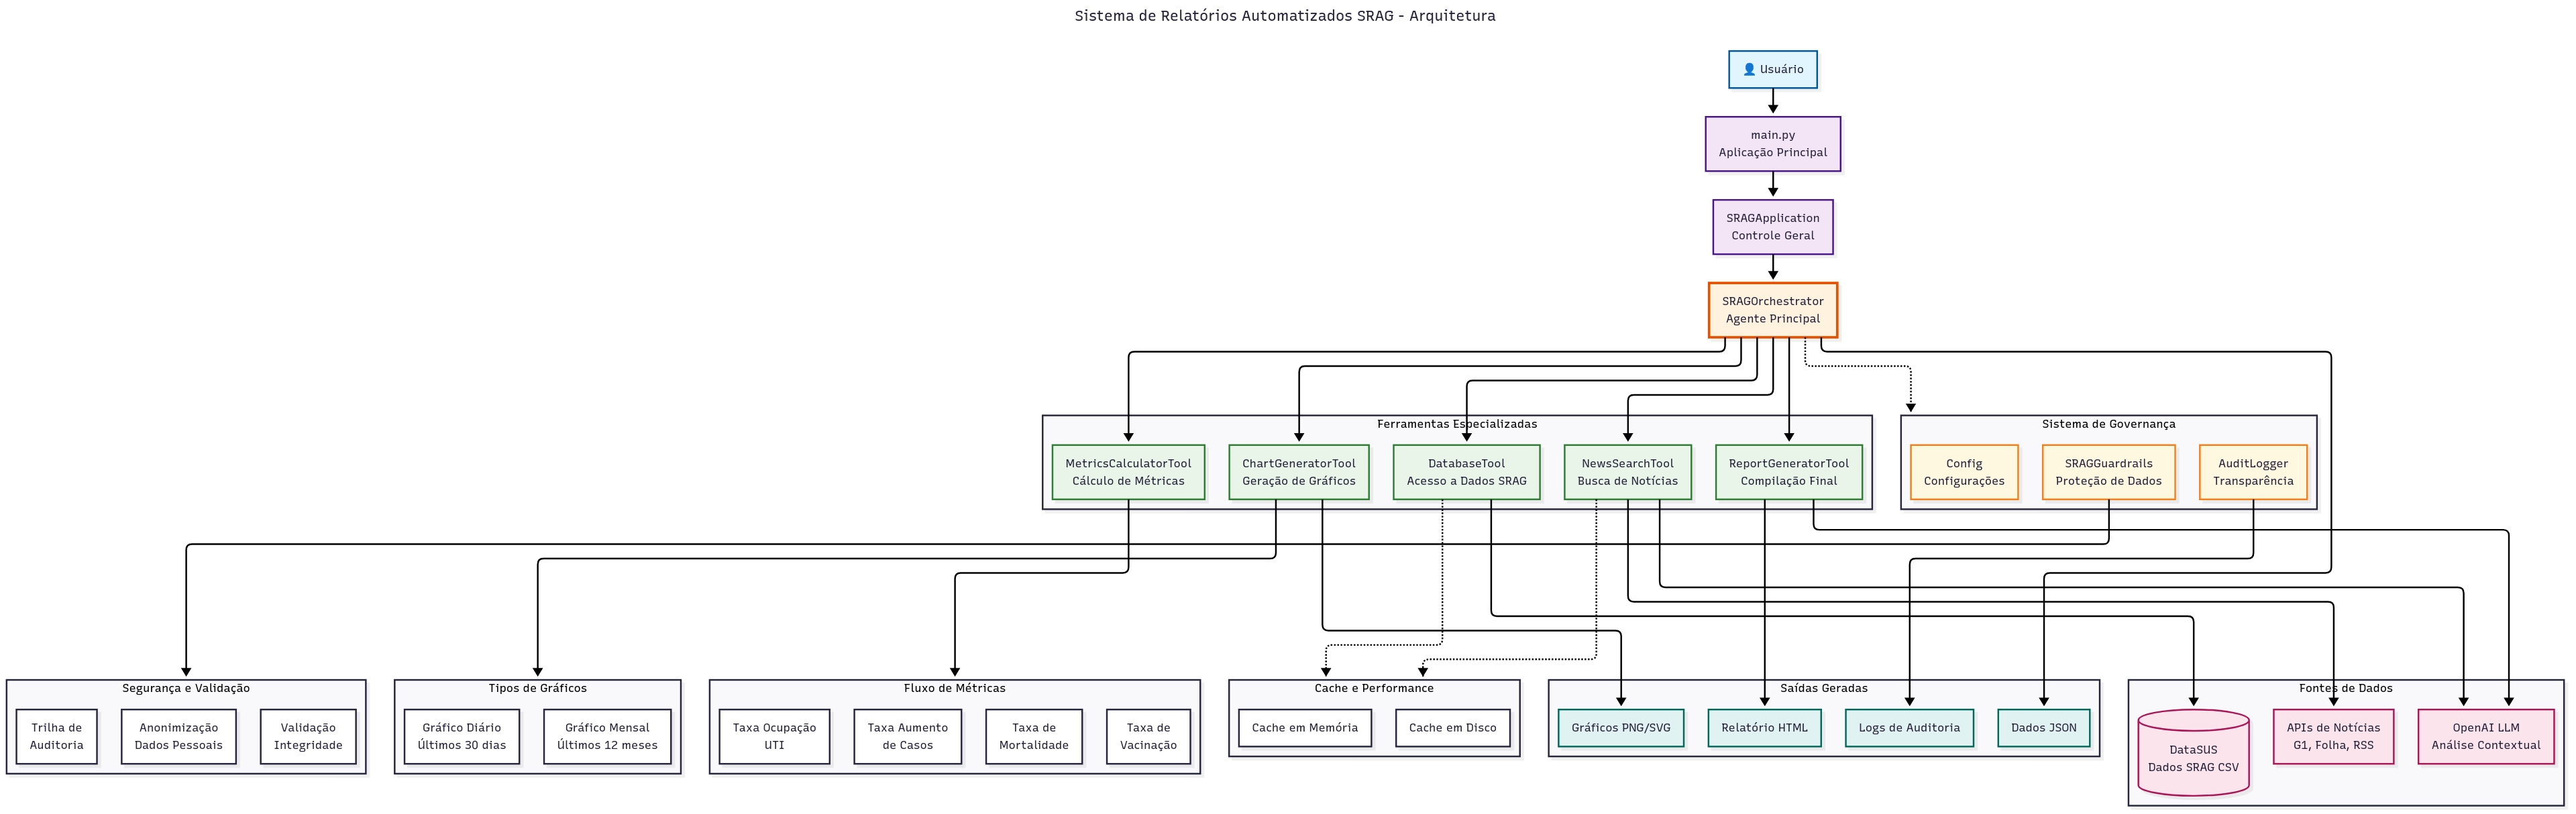 Sistema de Relatórios Automatizados SRAG - Arquitetura
👤 Usuário
main.py
Aplicação Principal
SRAGApplication
Controle Geral
SRAGOrchestrator
Agente Principal
Ferramentas Especializadas
MetricsCalculatorTool
Cálculo de Métricas
ChartGeneratorTool
Geração de Gráficos
DatabaseTool
Acesso a Dados SRAG
NewsSearchTool
Busca de Notícias
ReportGeneratorTool
Compilação Final
Sistema de Governança
Config
Configurações
SRAGGuardrails
Proteção de Dados
AuditLogger
Transparência
Segurança e Validação
Trilha de
Auditoria
Anonimização
Dados Pessoais
Validação
Integridade
Tipos de Gráficos
Gráfico Diário
Últimos 30 dias
Gráfico Mensal
Últimos 12 meses
Fluxo de Métricas
Taxa Ocupação
UTI
Taxa Aumento
de Casos
Taxa de
Mortalidade
Taxa de
Vacinação
Cache e Performance
Cache em Memória
Cache em Disco
Saídas Geradas
Gráficos PNG/SVG
Relatório HTML
Logs de Auditoria
Dados JSON
Fontes de Dados
DataSUS
Dados SRAG CSV
APIs de Notícias
G1, Folha, RSS
OpenAI LLM
Análise Contextual